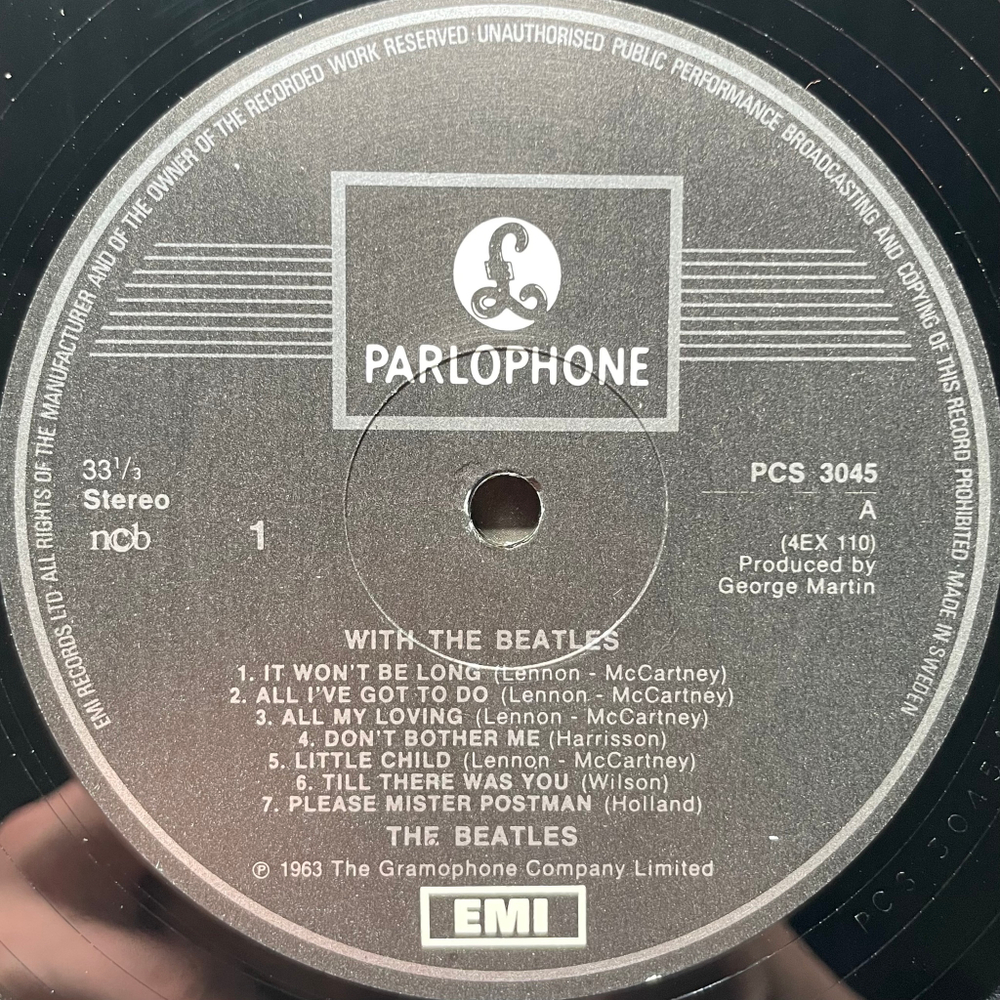 EMI RECORDS LTD · ALL RIGHTS OF THE MANUFACTURER AND OF THE OWNER OF THE RECORDED WORK RESERVED · UNAUTHORISED PUBLIC PERFORMANCE BROADCASTING AND COPYING OF THIS RECORD PROHIBITED MADE IN SWEDEN
£
PARLOPHONE
33 1/3
Stereo
ncb
1
PCS 3045
A
(4EX 110)
Produced by
George Martin
WITH THE BEATLES
1. IT WON'T BE LONG (Lennon - McCartney)
2. ALL I'VE GOT TO DO (Lennon - McCartney)
3. ALL MY LOVING (Lennon - McCartney)
4. DON'T BOTHER ME (Harrisson)
5. LITTLE CHILD (Lennon - McCartney)
6. TILL THERE WAS YOU (Wilson)
7. PLEASE MISTER POSTMAN (Holland)
THE BEATLES
℗ 1963 The Gramophone Company Limited
EMI